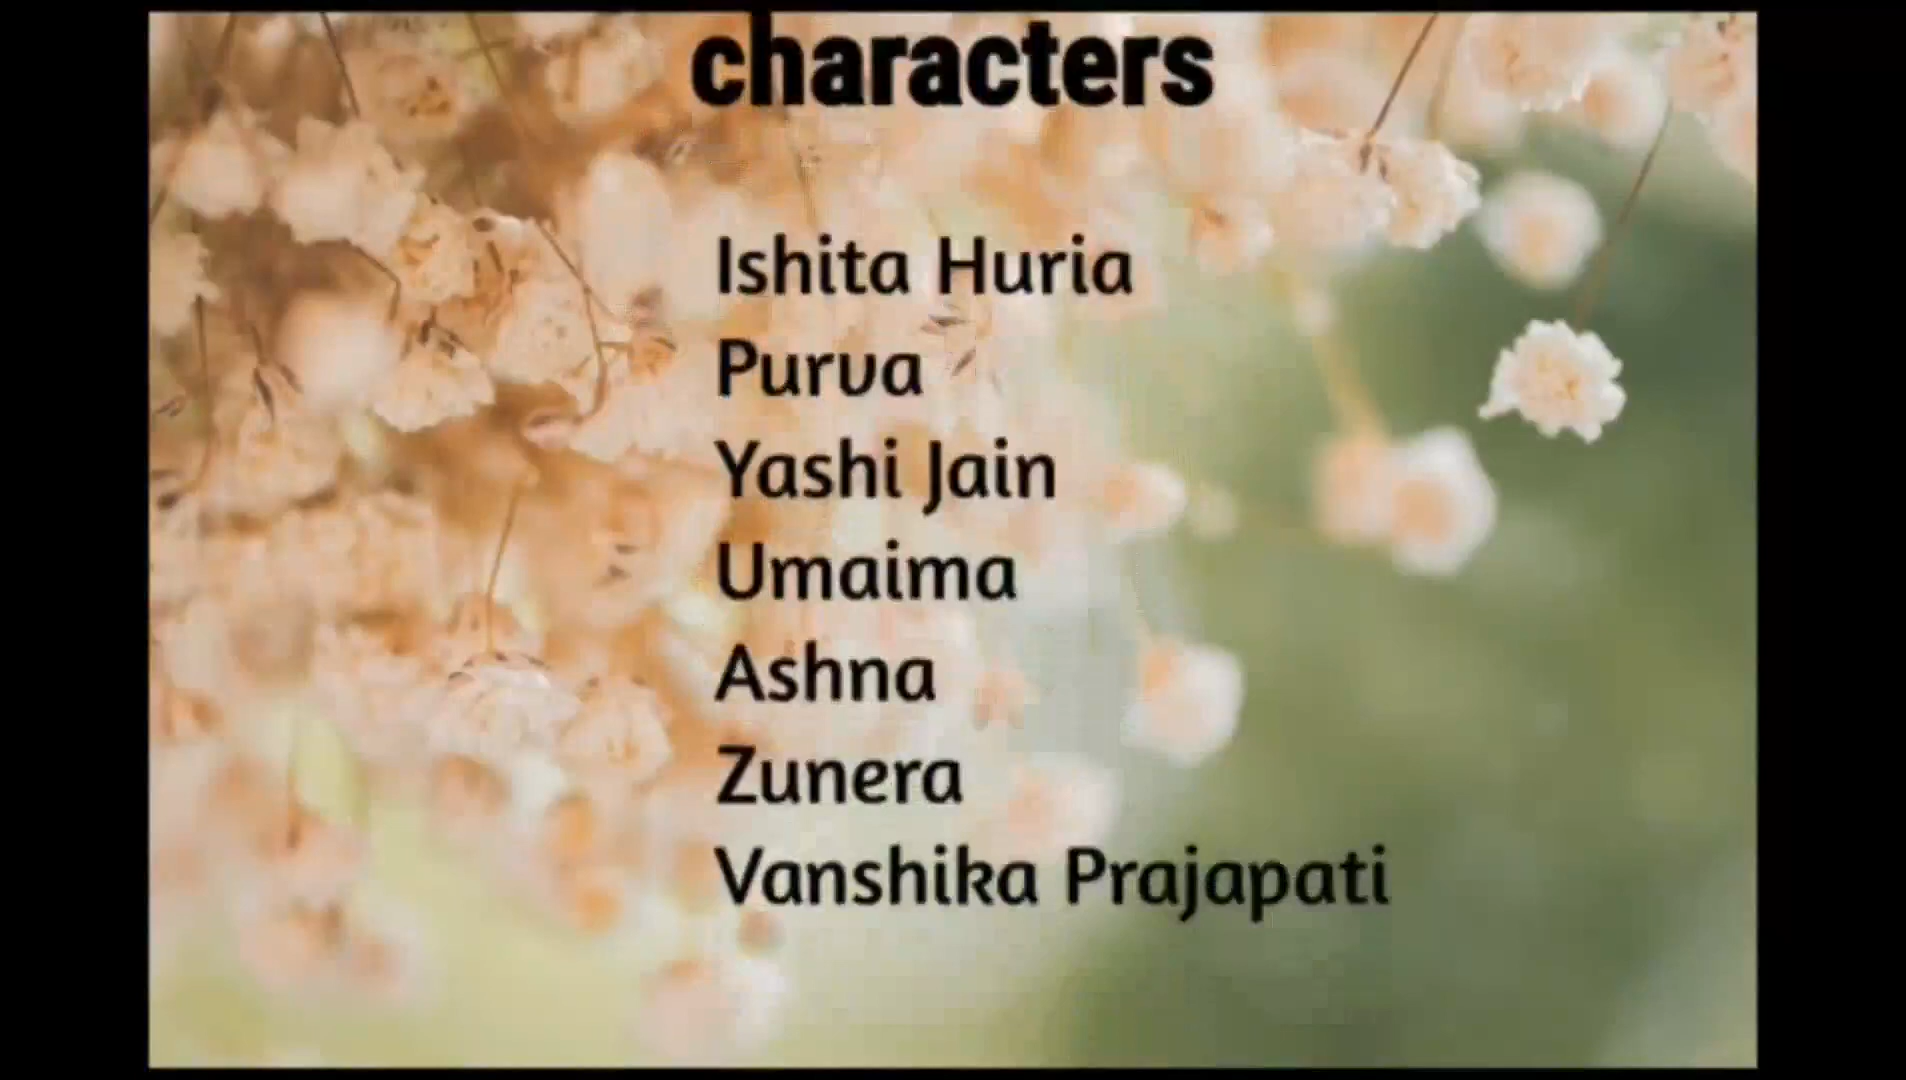 characters
Ishita Huria
Purva
Yashi Jain
Umaima
Ashna
Zunera
Vanshika Prajapati